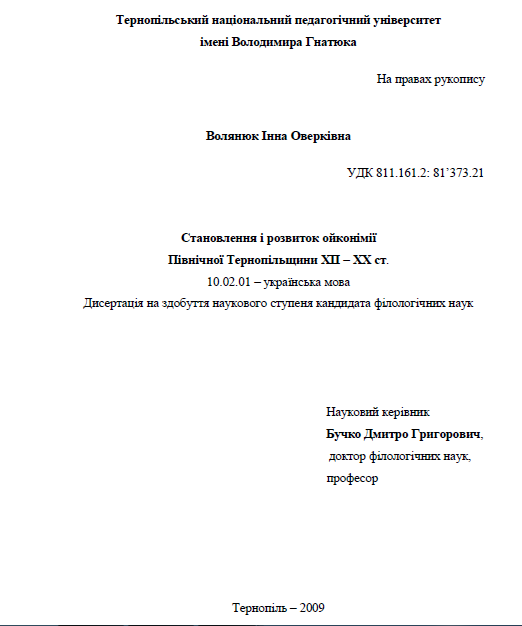 Тернопільський національний педагогічний університет
імені Володимира Гнатюка
На правах рукопису
Волянюк Інна Оверківна
УДК 811.161.2: 81’373.21
Становлення і розвиток ойконімії
Північної Тернопільщини XII – XX ст.
10.02.01 – українська мова
Дисертація на здобуття наукового ступеня кандидата філологічних наук
Науковий керівник
Бучко Дмитро Григорович,
доктор філологічних наук,
професор
Тернопіль – 2009